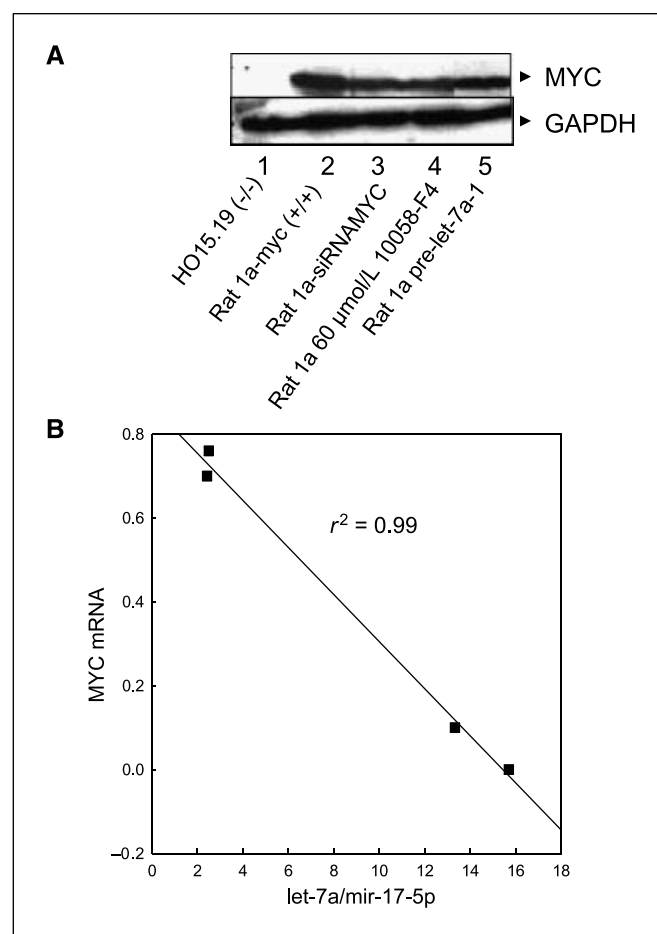 A
MYC
GAPDH
1 2 3 4 5
HO15.19 (-/-)
Rat 1a-myc (+/+)
Rat 1a-siRNAMYC
Rat 1a 60 µmol/L 10058-F4
Rat 1a pre-let-7a-1
B
0.8
0.6
0.4
0.2
0.0
–0.2
MYC mRNA
r² = 0.99
0 2 4 6 8 10 12 14 16 18
let-7a/mir-17-5p